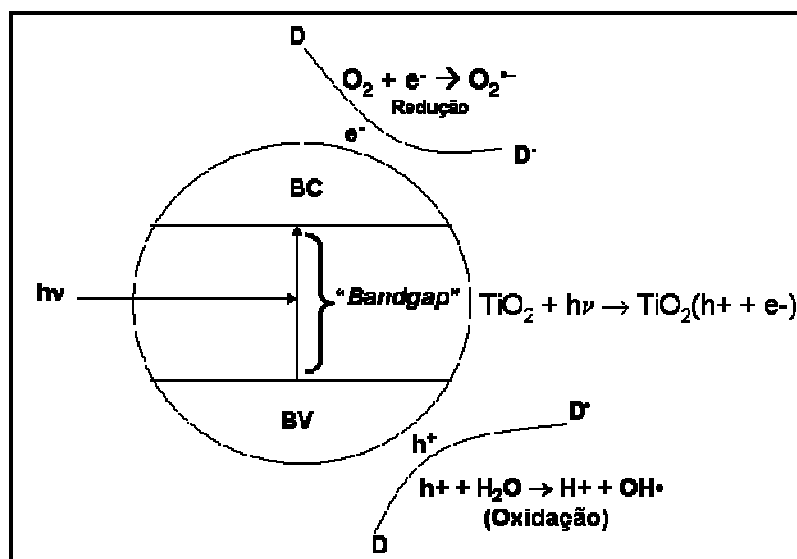 D
O₂ + e⁻ → O₂•⁻
Redução
e⁻
D⁻
BC
hν
"Bandgap"
TiO₂ + hν → TiO₂(h+ + e-)
BV
D•
h⁺
h+ + H₂O → H+ + OH•
(Oxidação)
D